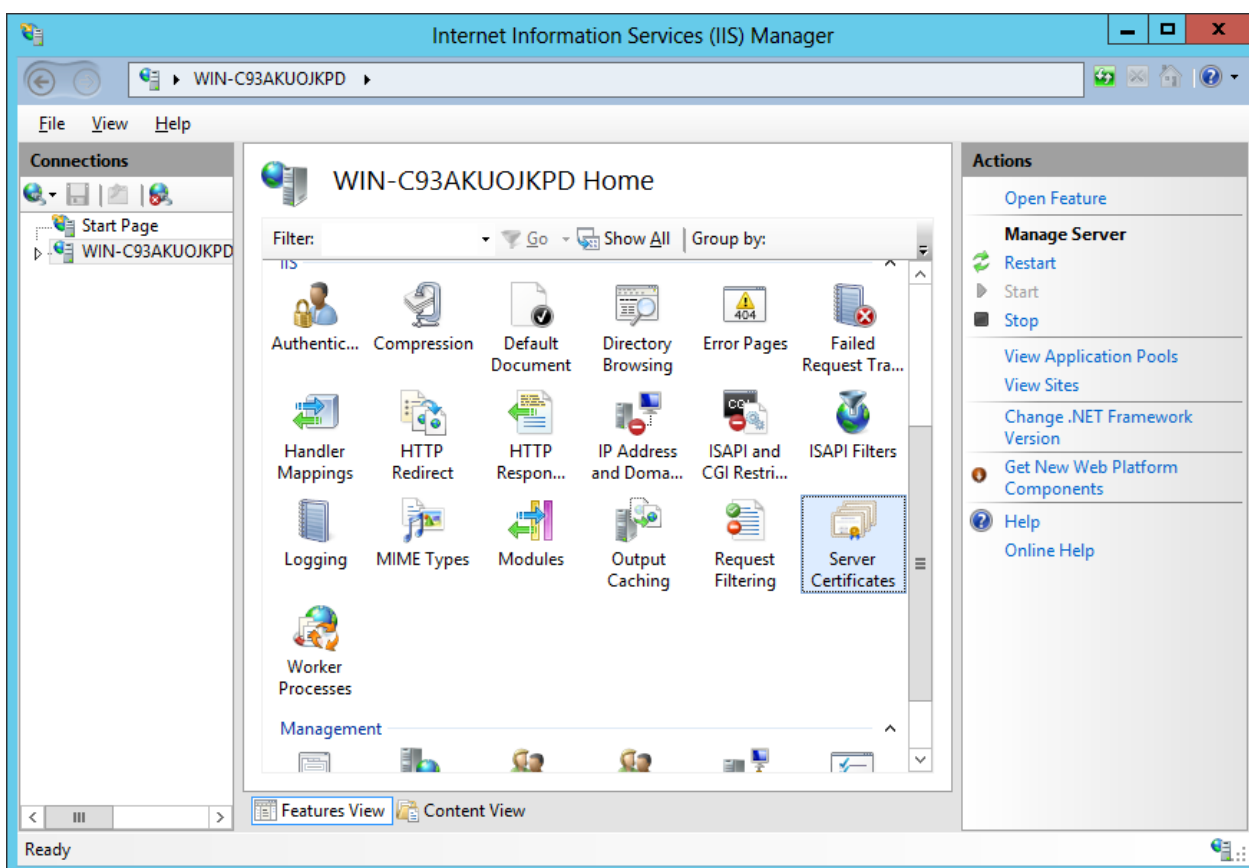 Internet Information Services (IIS) Manager
WIN-C93AKUOJKPD
File View Help
Connections
Start Page
WIN-C93AKUOJKPD
WIN-C93AKUOJKPD Home
Filter: Go Show All Group by:
IIS
Authentic... Compression Default Document Directory Browsing Error Pages Failed Request Tra...
404
Handler Mappings HTTP Redirect HTTP Respon... IP Address and Doma... ISAPI and CGI Restri... ISAPI Filters
Logging MIME Types Modules Output Caching Request Filtering Server Certificates
Worker Processes
Management
Features View Content View
Actions
Open Feature
Manage Server
Restart
Start
Stop
View Application Pools
View Sites
Change .NET Framework
Version
Get New Web Platform
Components
Help
Online Help
Ready